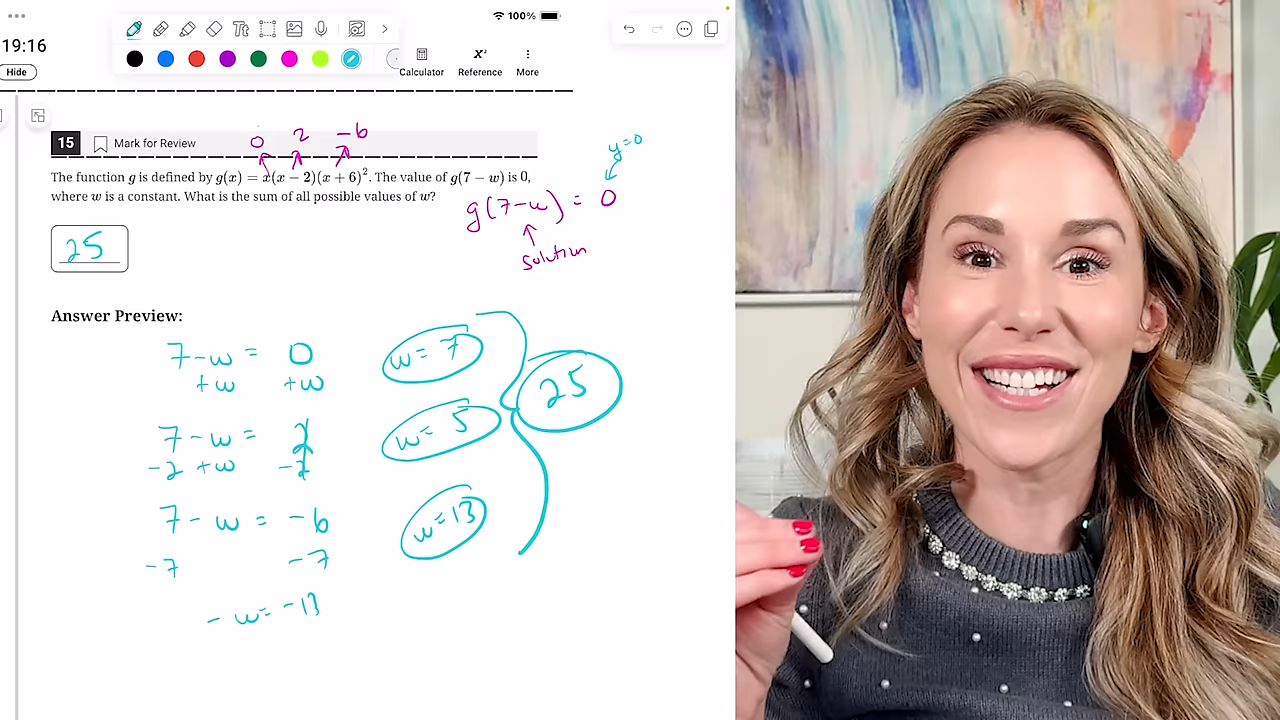 100%
19:16
Hide
Calculator
X² Reference
More
0 2 -6
15 Mark for Review
y=0
The function g is defined by g(x) = x(x − 2)(x + 6)². The value of g(7 − w) is 0,
where w is a constant. What is the sum of all possible values of w?
g(7-w) = 0
solution
25
Answer Preview:
7-w = 0
+w +w
w=7
7-w = 2
-2 +w -2
w=5
25
7-w = -6
-7 -7
w=13
-w=-13